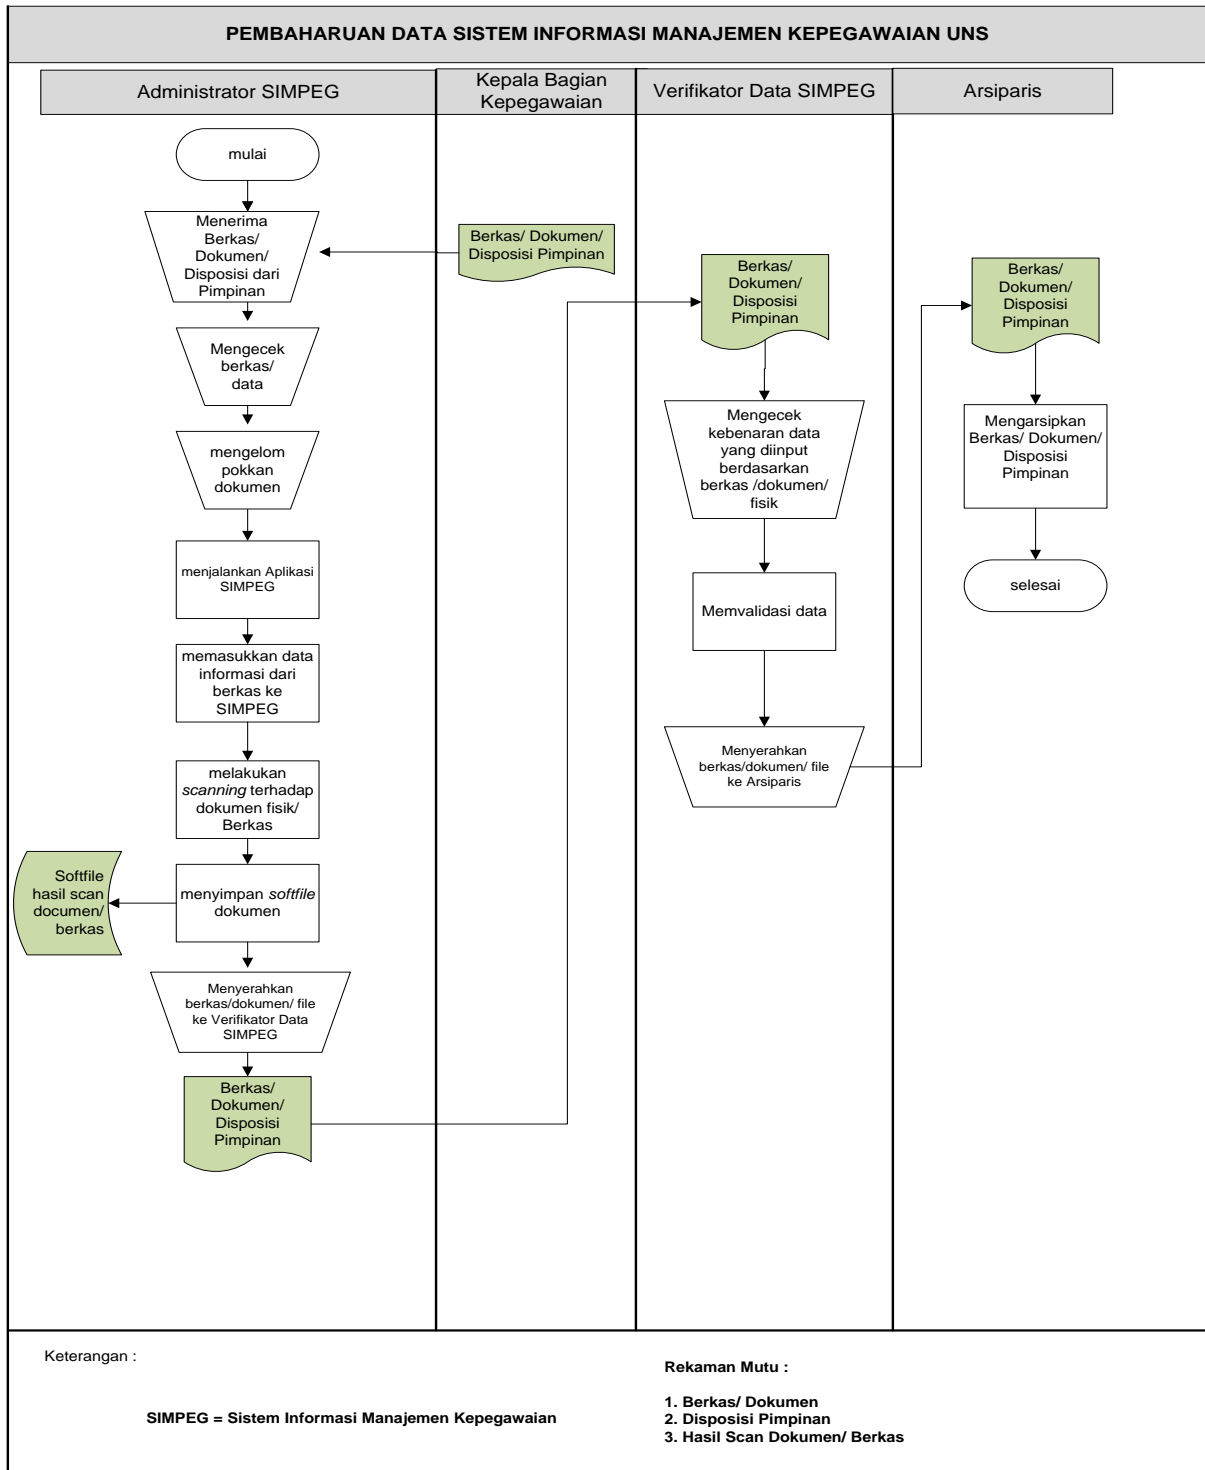 PEMBAHARUAN DATA SISTEM INFORMASI MANAJEMEN KEPEGAWAIAN UNS
Administrator SIMPEG
Kepala Bagian
Kepegawaian
Verifikator Data SIMPEG
Arsiparis
mulai
Menerima
Berkas/
Dokumen/
Disposisi dari
Pimpinan
Berkas/ Dokumen/
Disposisi Pimpinan
Mengecek
berkas/
data
mengelom
pokkan
dokumen
menjalankan Aplikasi
SIMPEG
memasukkan data
informasi dari
berkas ke
SIMPEG
melakukan
scanning terhadap
dokumen fisik/
Berkas
menyimpan softfile
dokumen
Softfile
hasil scan
documen/
berkas
Menyerahkan
berkas/dokumen/ file
ke Verifikator Data
SIMPEG
Berkas/
Dokumen/
Disposisi
Pimpinan
Berkas/
Dokumen/
Disposisi
Pimpinan
Mengecek
kebenaran data
yang diinput
berdasarkan
berkas /dokumen/
fisik
Memvalidasi data
Menyerahkan
berkas/dokumen/ file
ke Arsiparis
Berkas/
Dokumen/
Disposisi
Pimpinan
Mengarsipkan
Berkas/ Dokumen/
Disposisi
Pimpinan
selesai
Keterangan :
SIMPEG = Sistem Informasi Manajemen Kepegawaian
Rekaman Mutu :
1. Berkas/ Dokumen
2. Disposisi Pimpinan
3. Hasil Scan Dokumen/ Berkas